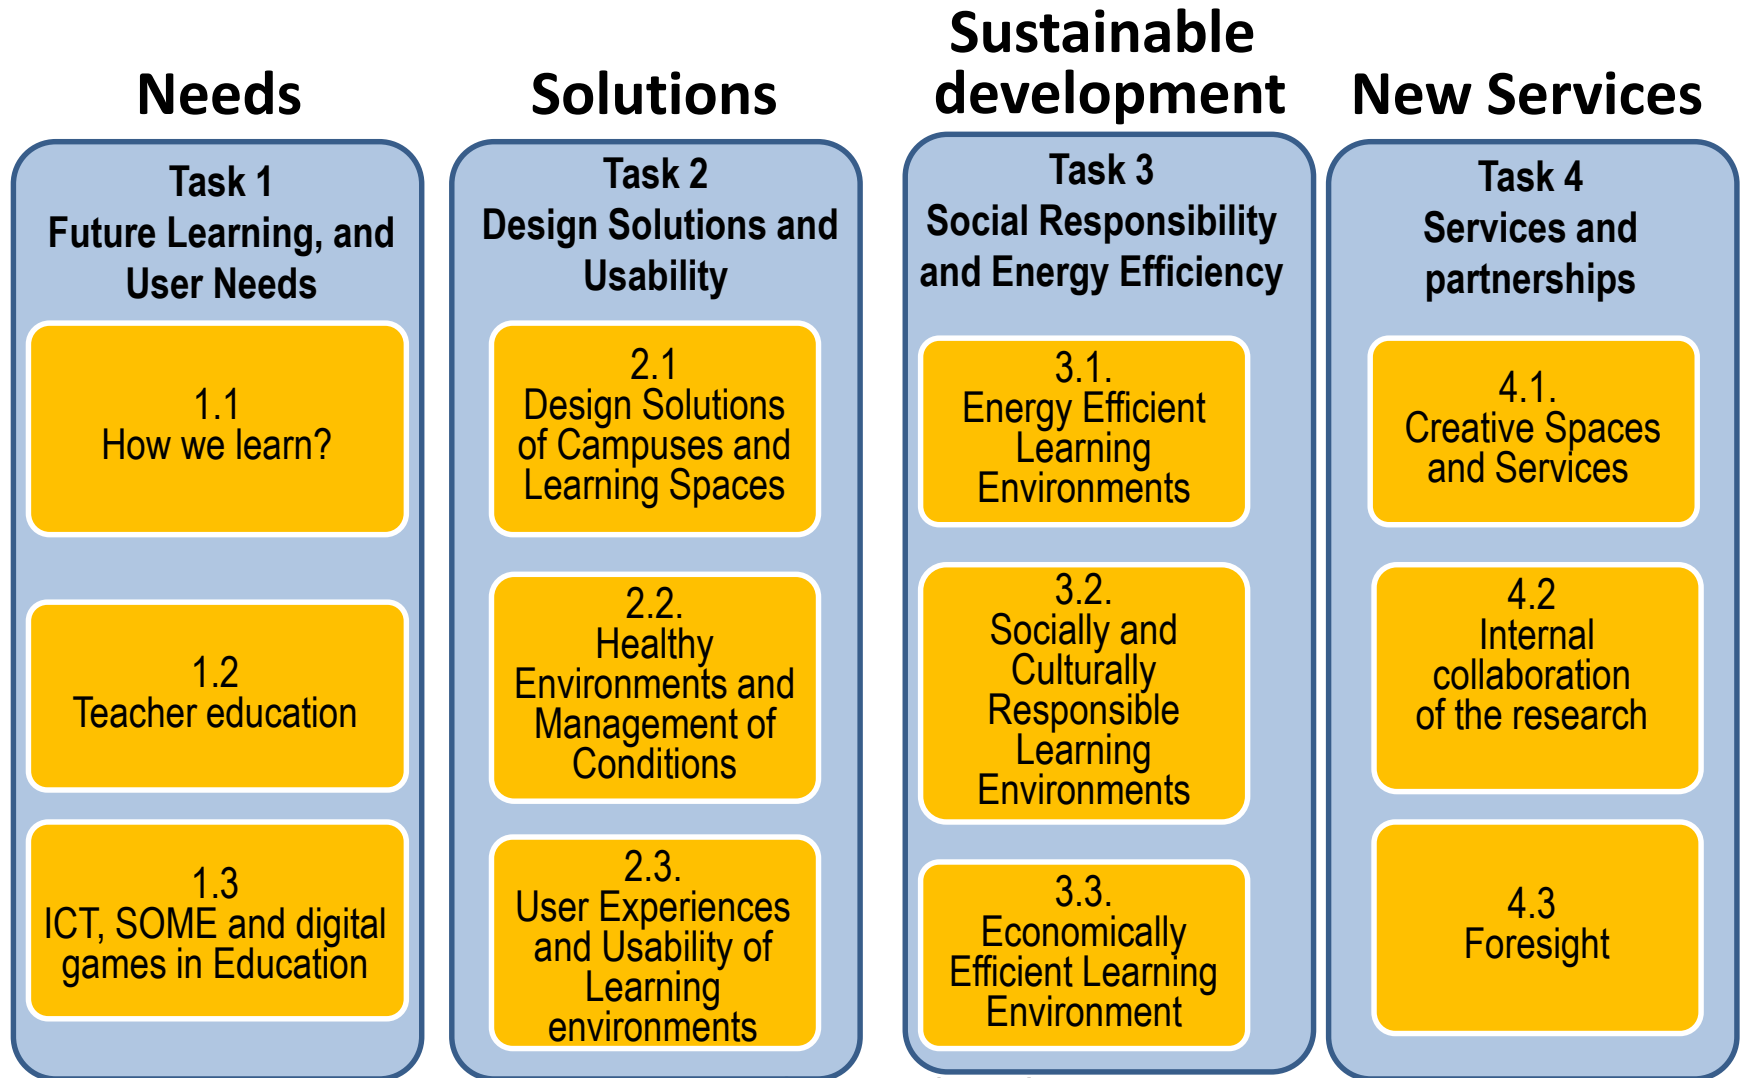 Needs
Task 1
Future Learning, and
User Needs
1.1
How we learn?
1.2
Teacher education
1.3
ICT, SOME and digital
games in Education
Solutions
Task 2
Design Solutions and
Usability
2.1
Design Solutions
of Campuses and
Learning Spaces
2.2.
Healthy
Environments and
Management of
Conditions
2.3.
User Experiences
and Usability of
Learning
environments
Sustainable
development
Task 3
Social Responsibility
and Energy Efficiency
3.1.
Energy Efficient
Learning
Environments
3.2.
Socially and
Culturally
Responsible
Learning
Environments
3.3.
Economically
Efficient Learning
Environment
New Services
Task 4
Services and
partnerships
4.1.
Creative Spaces
and Services
4.2
Internal
collaboration
of the research
4.3
Foresight